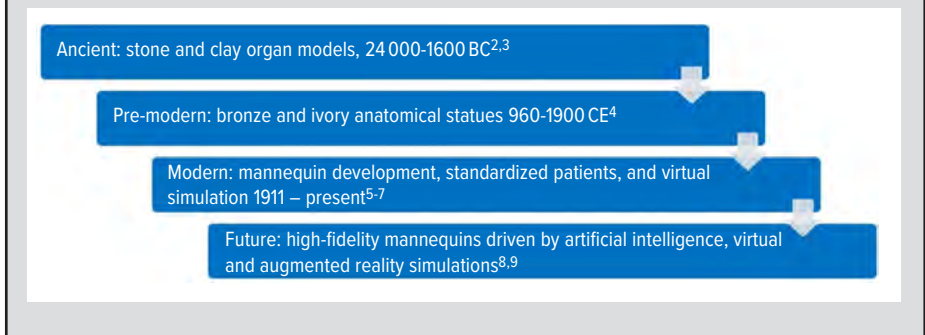 Ancient: stone and clay organ models, 24 000-1600 BC2,3
Pre-modern: bronze and ivory anatomical statues 960-1900 CE4
Modern: mannequin development, standardized patients, and virtual
simulation 1911 – present5-7
Future: high-fidelity mannequins driven by artificial intelligence, virtual
and augmented reality simulations8,9